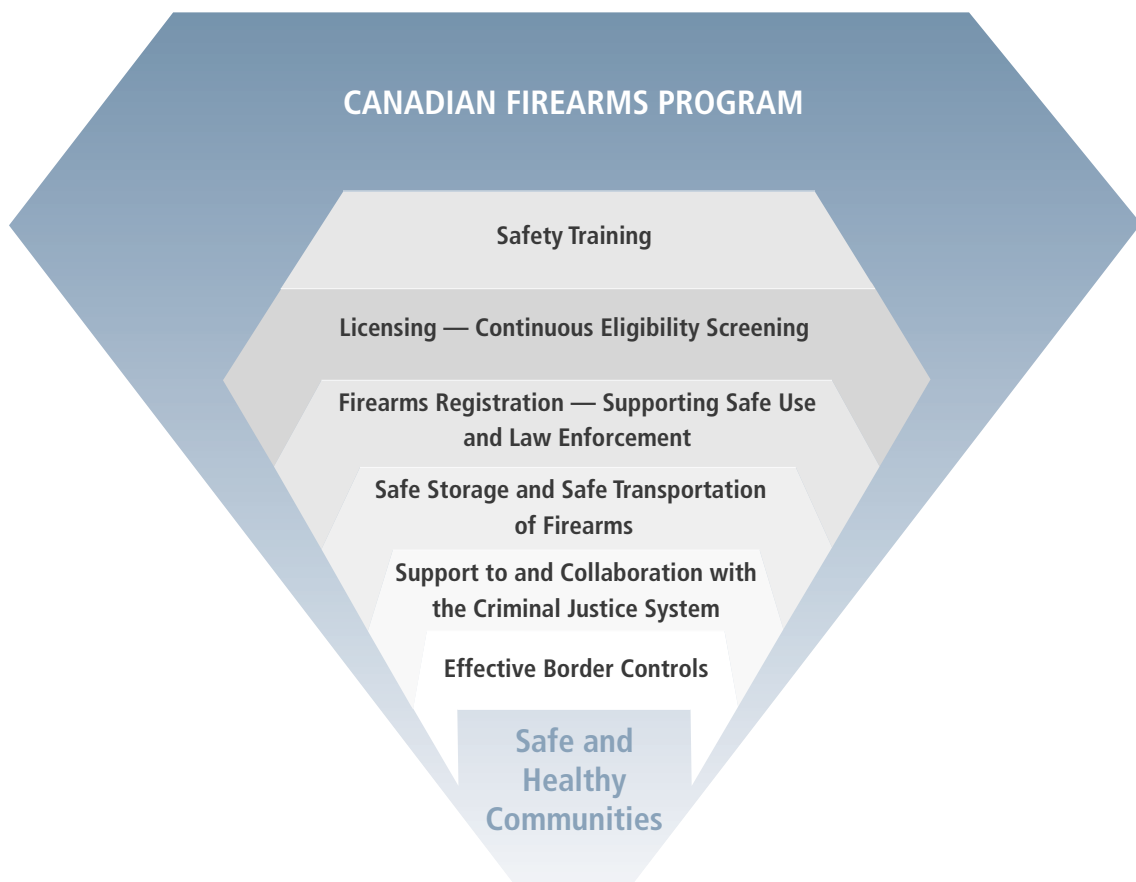 CANADIAN FIREARMS PROGRAM
Safety Training
Licensing — Continuous Eligibility Screening
Firearms Registration — Supporting Safe Use
and Law Enforcement
Safe Storage and Safe Transportation
of Firearms
Support to and Collaboration with
the Criminal Justice System
Effective Border Controls
Safe and
Healthy
Communities